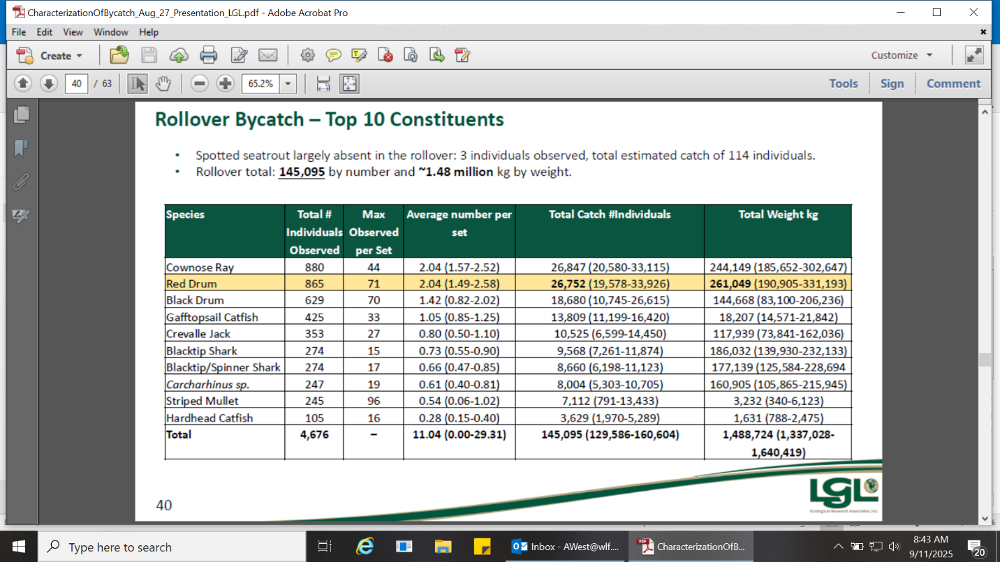 CharacterizationOfBycatch_Aug_27_Presentation_LGL.pdf - Adobe Acrobat Pro
File Edit View Window Help
Create Customize
40 / 63 65.2% Tools Sign Comment
Rollover Bycatch – Top 10 Constituents
• Spotted seatrout largely absent in the rollover: 3 individuals observed, total estimated catch of 114 individuals.
• Rollover total: 145,095 by number and ~1.48 million kg by weight.
Species Total # Individuals Observed Max Observed per Set Average number per set Total Catch #Individuals Total Weight kg
Cownose Ray 880 44 2.04 (1.57-2.52) 26,847 (20,580-33,115) 244,149 (185,652-302,647)
Red Drum 865 71 2.04 (1.49-2.58) 26,752 (19,578-33,926) 261,049 (190,905-331,193)
Black Drum 629 70 1.42 (0.82-2.02) 18,680 (10,745-26,615) 144,668 (83,100-206,236)
Gafftopsail Catfish 425 33 1.05 (0.85-1.25) 13,809 (11,199-16,420) 18,207 (14,571-21,842)
Crevalle Jack 353 27 0.80 (0.50-1.10) 10,525 (6,599-14,450) 117,939 (73,841-162,036)
Blacktip Shark 274 15 0.73 (0.55-0.90) 9,568 (7,261-11,874) 186,032 (139,930-232,133)
Blacktip/Spinner Shark 274 17 0.66 (0.47-0.85) 8,660 (6,198-11,123) 177,139 (125,584-228,694
Carcharhinus sp. 247 19 0.61 (0.40-0.81) 8,004 (5,303-10,705) 160,905 (105,865-215,945)
Striped Mullet 245 96 0.54 (0.06-1.02) 7,112 (791-13,433) 3,232 (340-6,123)
Hardhead Catfish 105 16 0.28 (0.15-0.40) 3,629 (1,970-5,289) 1,631 (788-2,475)
Total 4,676 – 11.04 (0.00-29.31) 145,095 (129,586-160,604) 1,488,724 (1,337,028-
1,640,419)
LGL
Ecological Research Associates, Inc.
40
Type here to search
Inbox - AWest@wlf....
CharacterizationOfB...
8:43 AM
9/11/2025
20